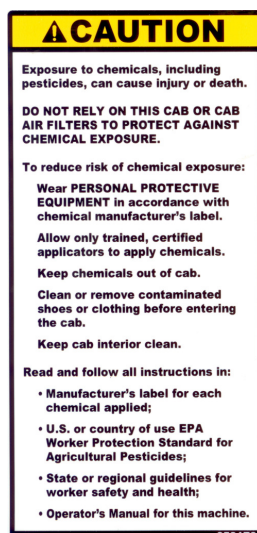 CAUTION
Exposure to chemicals, including
pesticides, can cause injury or death.
DO NOT RELY ON THIS CAB OR CAB
AIR FILTERS TO PROTECT AGAINST
CHEMICAL EXPOSURE.
To reduce risk of chemical exposure:
Wear PERSONAL PROTECTIVE
EQUIPMENT in accordance with
chemical manufacturer's label.
Allow only trained, certified
applicators to apply chemicals.
Keep chemicals out of cab.
Clean or remove contaminated
shoes or clothing before entering
the cab.
Keep cab interior clean.
Read and follow all instructions in:
• Manufacturer's label for each
chemical applied;
• U.S. or country of use EPA
Worker Protection Standard for
Agricultural Pesticides;
• State or regional guidelines for
worker safety and health;
• Operator's Manual for this machine.